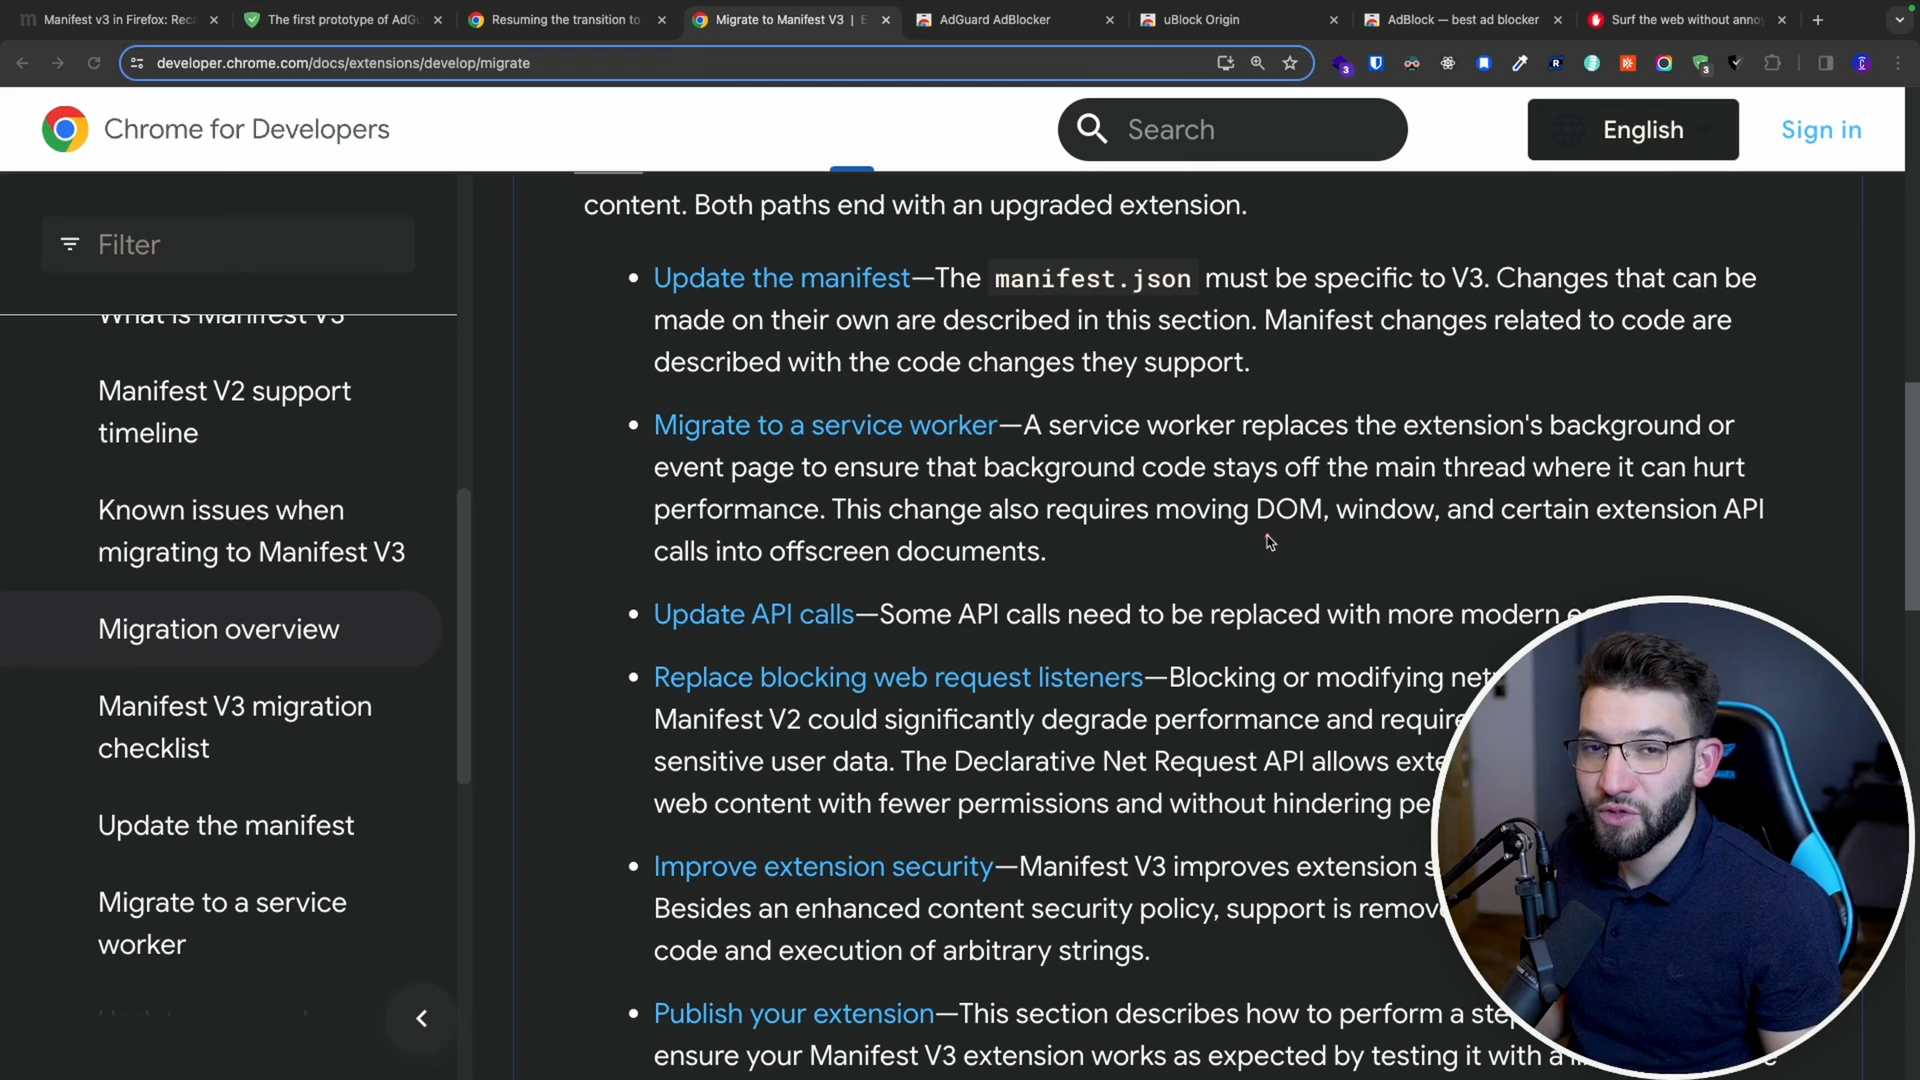 Manifest v3 in Firefox: Reca
The first prototype of AdGu
Resuming the transition to
Migrate to Manifest V3 | E
AdGuard AdBlocker
uBlock Origin
AdBlock — best ad blocker
Surf the web without annoy
developer.chrome.com/docs/extensions/develop/migrate
3
3
Chrome for Developers
Search
English
Sign in
Filter
What is Manifest V3
Manifest V2 support
timeline
Known issues when
migrating to Manifest V3
Migration overview
Manifest V3 migration
checklist
Update the manifest
Migrate to a service
worker
content. Both paths end with an upgraded extension.
• Update the manifest—The manifest.json must be specific to V3. Changes that can be
made on their own are described in this section. Manifest changes related to code are
described with the code changes they support.
• Migrate to a service worker—A service worker replaces the extension's background or
event page to ensure that background code stays off the main thread where it can hurt
performance. This change also requires moving DOM, window, and certain extension API
calls into offscreen documents.
• Update API calls—Some API calls need to be replaced with more modern
• Replace blocking web request listeners—Blocking or modifying net
Manifest V2 could significantly degrade performance and require
sensitive user data. The Declarative Net Request API allows exte
web content with fewer permissions and without hindering pe
• Improve extension security—Manifest V3 improves extension s
Besides an enhanced content security policy, support is remov
code and execution of arbitrary strings.
• Publish your extension—This section describes how to perform a ste
ensure your Manifest V3 extension works as expected by testing it with a